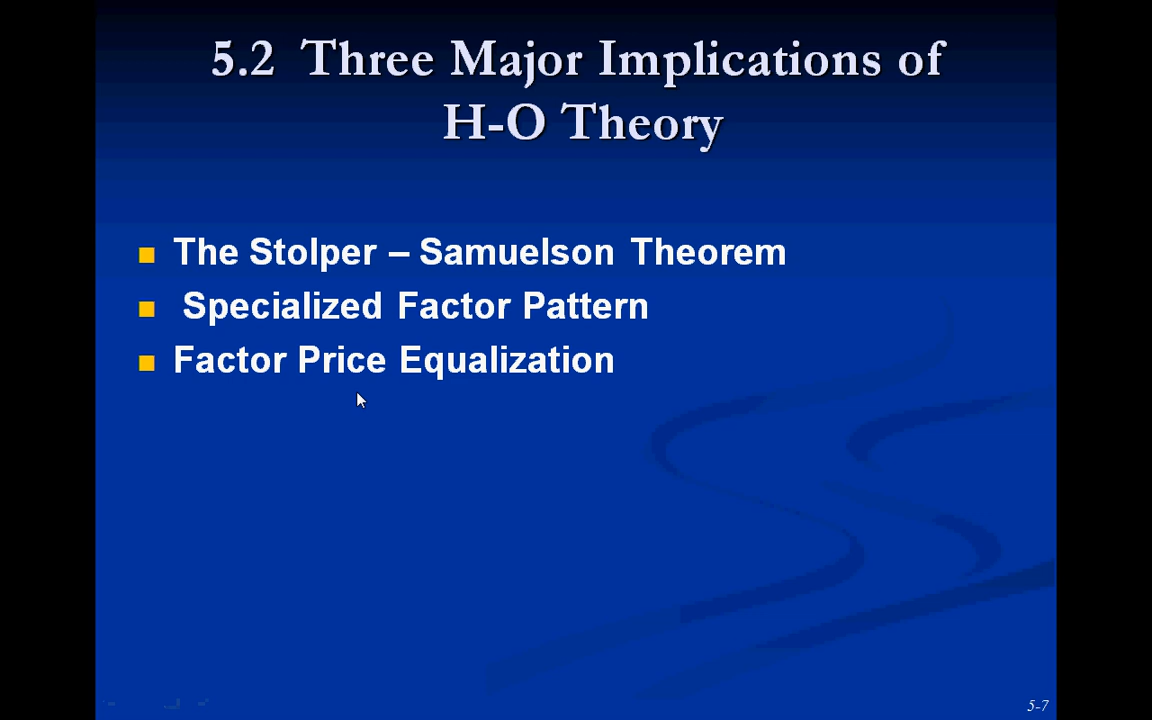 5.2 Three Major Implications of
H-O Theory
The Stolper – Samuelson Theorem
Specialized Factor Pattern
Factor Price Equalization
5-7